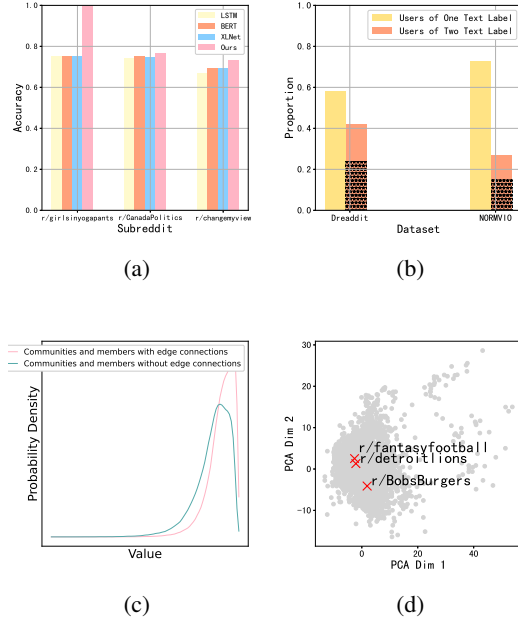 1.0
0.8
0.6
0.4
0.2
0.0
Accuracy
LSTM
BERT
XLNet
Ours
r/girlsinyogapants
r/CanadaPolitics
r/changemyview
Subreddit
(a)
1.0
0.8
0.6
0.4
0.2
0.0
Proportion
Users of One Text Label
Users of Two Text Label
Dreaddit
NORMVIO
Dataset
(b)
Communities and members with edge connections
Communities and members without edge connections
Probability Density
Value
(c)
30
20
10
0
-10
PCA Dim 2
r/fantasyfootball
r/detroitlions
r/BobsBurgers
0
20
40
PCA Dim 1
(d)